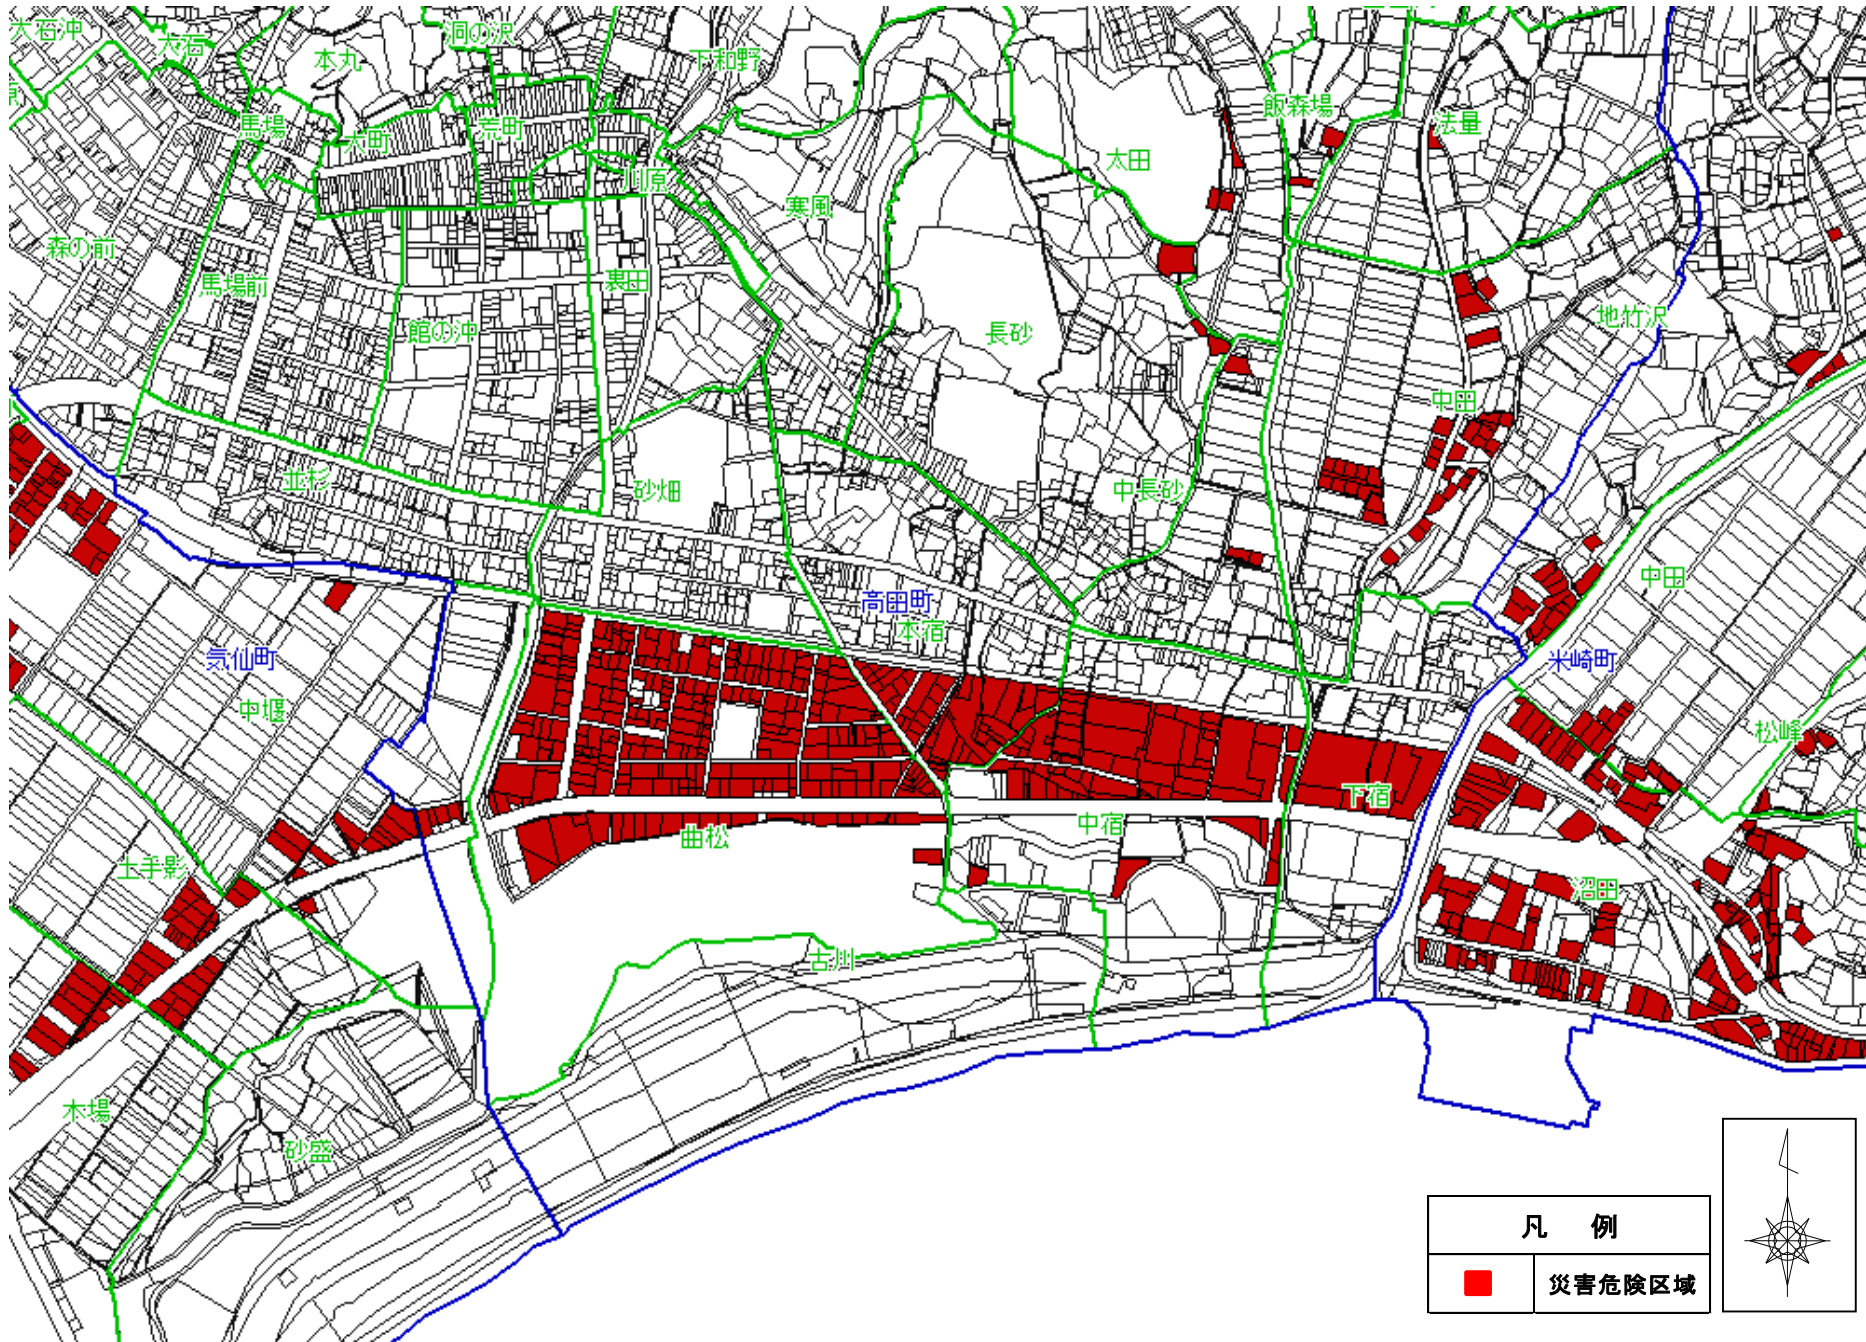 大石沖
大石
本丸
洞の沢
下和野
飯森場
法量
馬場
大町
荒町
川原
太田
寒風
森の前
馬場前
裏田
館の沖
長砂
地竹沢
中田
並杉
砂畑
中長砂
中田
高田町
本宿
気仙町
米崎町
中堰
松峰
下宿
曲松
中宿
土手影
沼田
古川
木場
砂盛
凡 例
災害危険区域